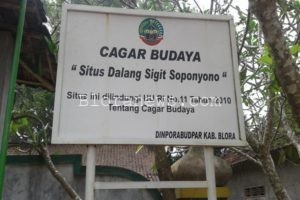 CAGAR BUDAYA
“ Situs Dalang Sigit Soponyono “
Situs ini dilindungi UU RI No.11 Tahun 2010
Tentang Cagar Budaya
DINPORABUDPAR KAB. BLORA